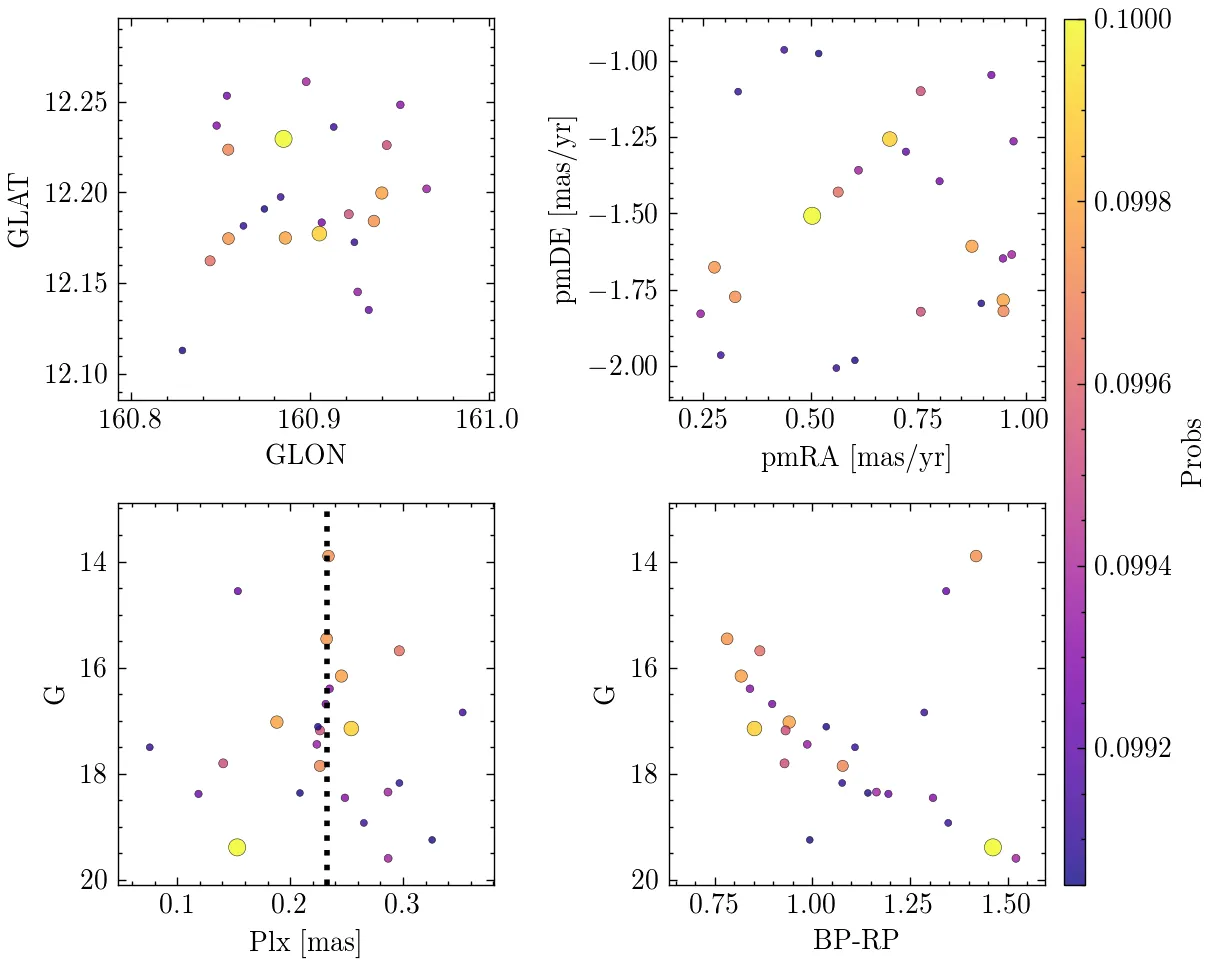 12.25
12.20
12.15
12.10
GLAT
160.8 160.9 161.0
GLON
−1.00
−1.25
−1.50
−1.75
−2.00
pmDE [mas/yr]
0.25 0.50 0.75 1.00
pmRA [mas/yr]
14
16
18
20
G
0.1 0.2 0.3
Plx [mas]
14
16
18
20
G
0.75 1.00 1.25 1.50
BP-RP
0.1000
0.0998
0.0996
0.0994
0.0992
Probs